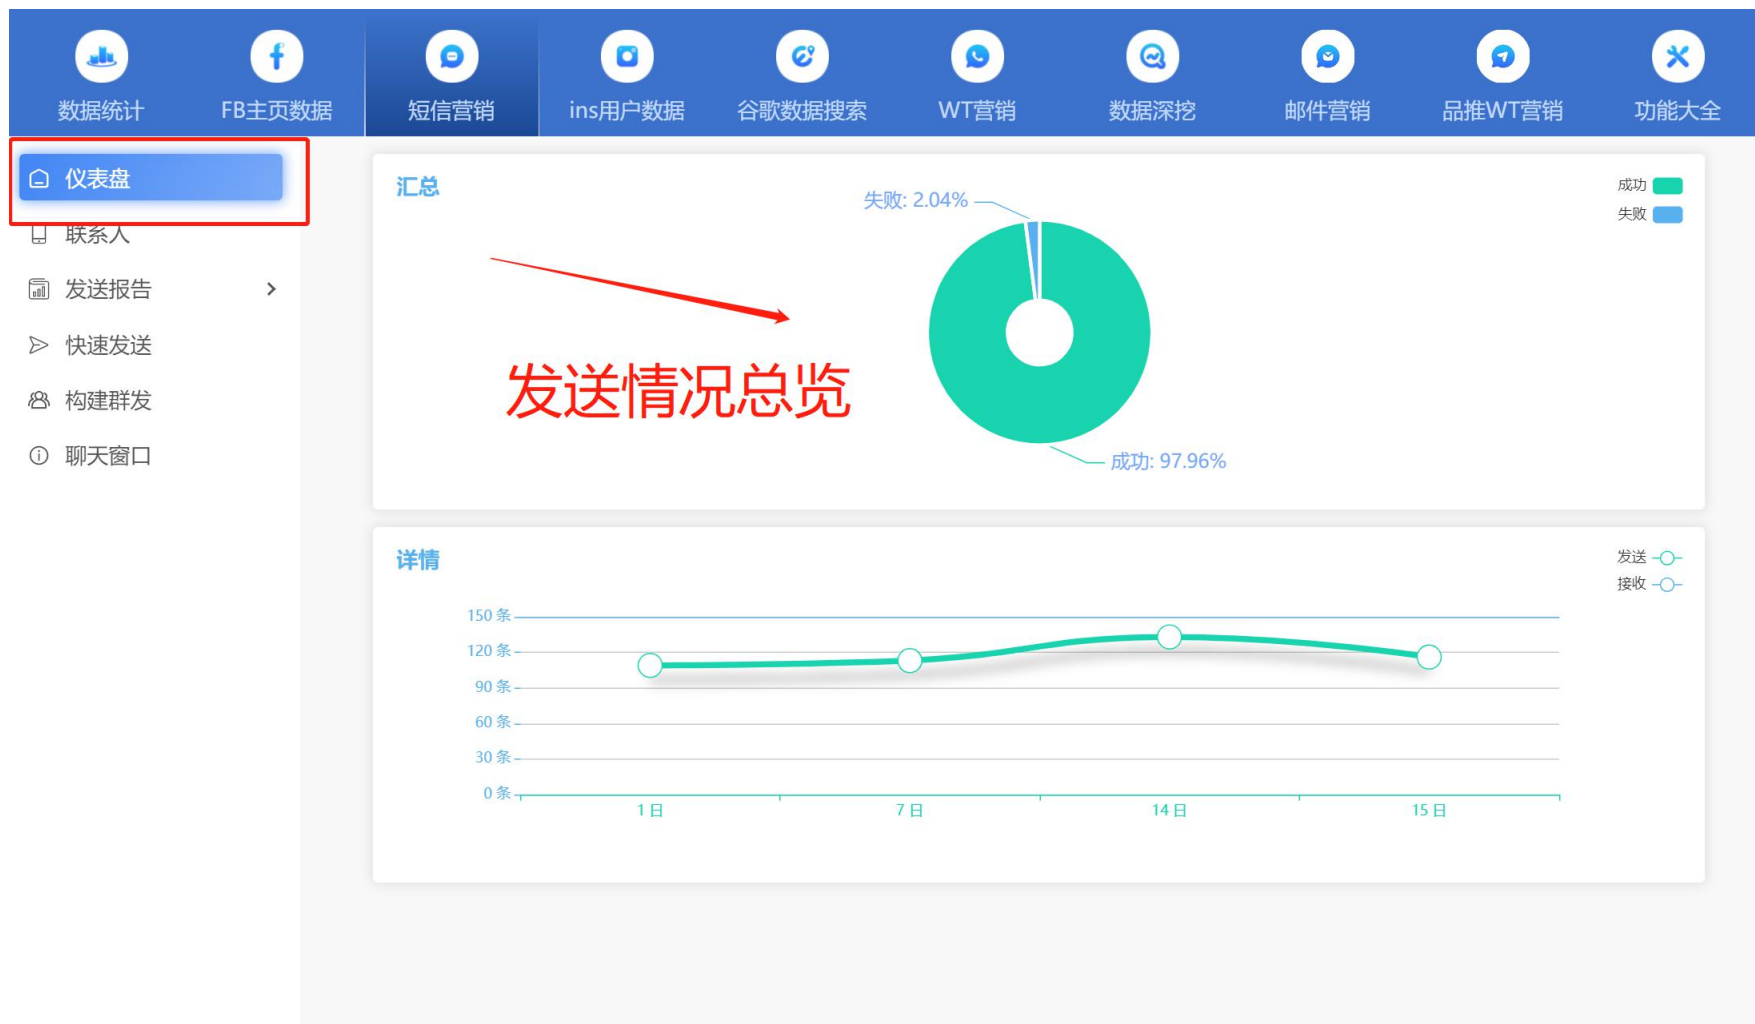 数据统计
FB主页数据
短信营销
ins用户数据
谷歌数据搜索
WT营销
数据深挖
邮件营销
品推WT营销
功能大全
仪表盘
联系人
发送报告
快速发送
构建群发
聊天窗口
汇总
失败: 2.04%
成功
失败
发送情况总览
成功: 97.96%
详情
发送
接收
150 条
120 条
90 条
60 条
30 条
0 条
1 日
7 日
14 日
15 日